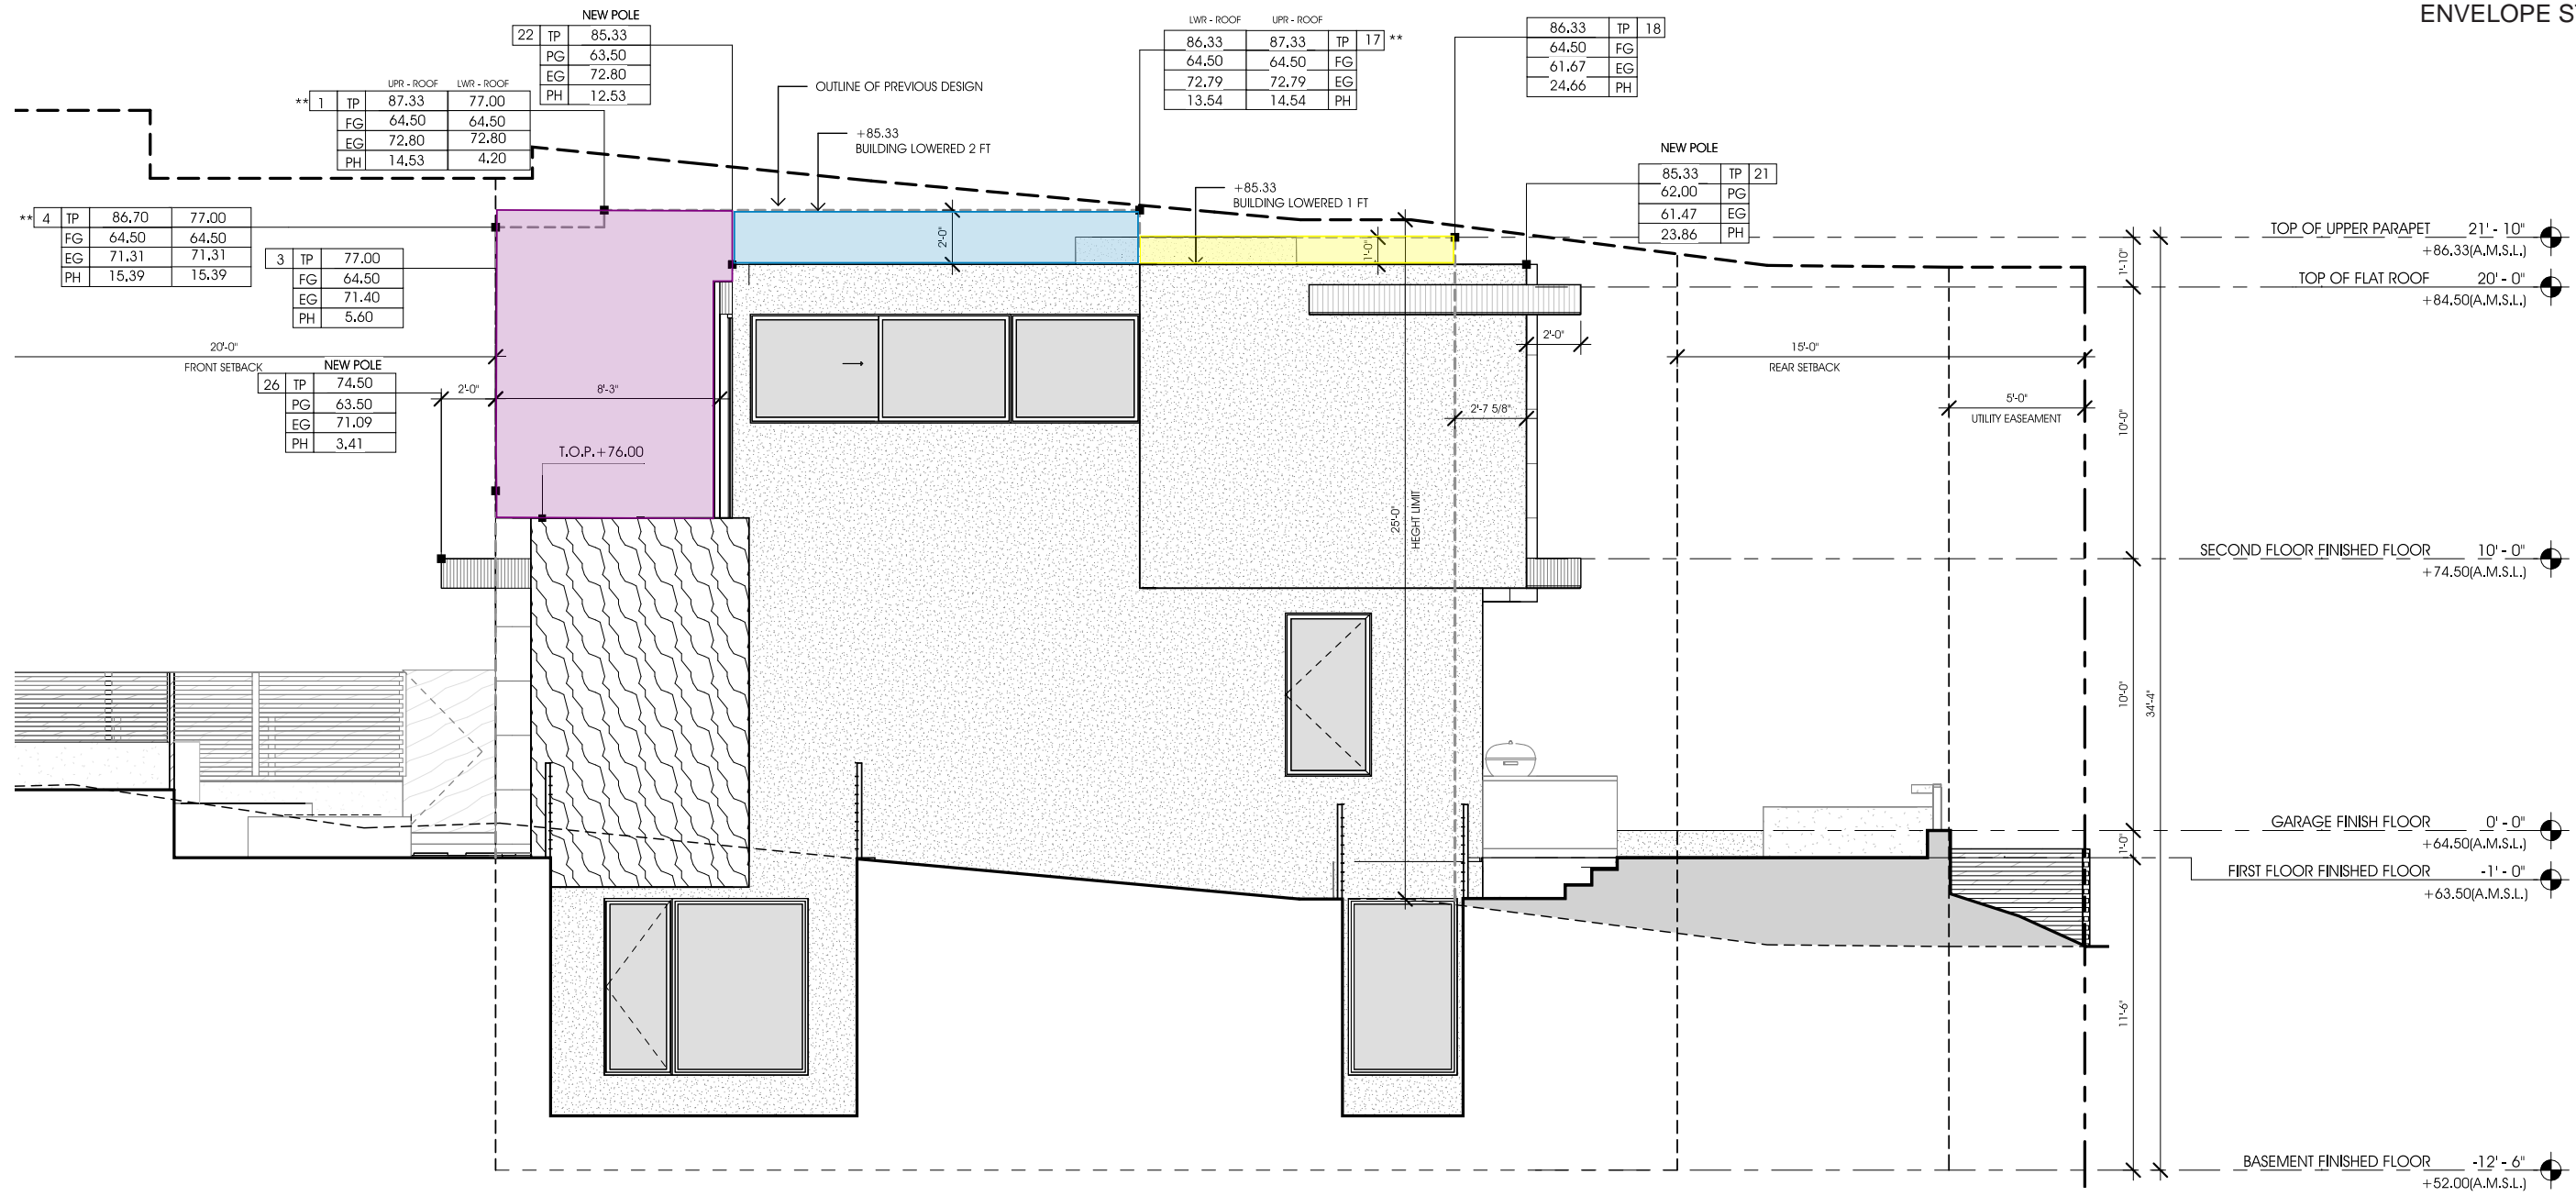 ENVELOPE S
NEW POLE
22 TP 85.33
PG 63.50
EG 72.80
PH 12.53
LWR - ROOF UPR - ROOF
86.33 87.33 TP 17 **
64.50 64.50 FG
72.79 72.79 EG
13.54 14.54 PH
86.33 TP 18
64.50 FG
61.67 EG
24.66 PH
UPR - ROOF LWR - ROOF
** 1 TP 87.33 77.00
FG 64.50 64.50
EG 72.80 72.80
PH 14.53 4.20
OUTLINE OF PREVIOUS DESIGN
+85.33
BUILDING LOWERED 2 FT
NEW POLE
85.33 TP 21
62.00 PG
61.47 EG
23.86 PH
+85.33
BUILDING LOWERED 1 FT
** 4 TP 86.70 77.00
FG 64.50 64.50
EG 71.31 71.31
PH 15.39 15.39
3 TP 77.00
FG 64.50
EG 71.40
PH 5.60
2'-0"
1'-0"
TOP OF UPPER PARAPET 21' - 10"
+86.33(A.M.S.L.)
1'-10"
TOP OF FLAT ROOF 20' - 0"
+84.50(A.M.S.L.)
20'-0"
FRONT SETBACK
NEW POLE
26 TP 74.50
PG 63.50
EG 71.09
PH 3.41
2'-0"
8'-3"
2'-0"
2'-7 5/8"
15'-0"
REAR SETBACK
5'-0"
UTILITY EASEAMENT
10'-0"
T.O.P.+76.00
25'-0"
HEGHT LIMIT
SECOND FLOOR FINISHED FLOOR 10' - 0"
+74.50(A.M.S.L.)
10'-0"
34'-4"
GARAGE FINISH FLOOR 0' - 0"
+64.50(A.M.S.L.)
1'-0"
FIRST FLOOR FINISHED FLOOR -1' - 0"
+63.50(A.M.S.L.)
11'-6"
BASEMENT FINISHED FLOOR -12' - 6"
+52.00(A.M.S.L.)